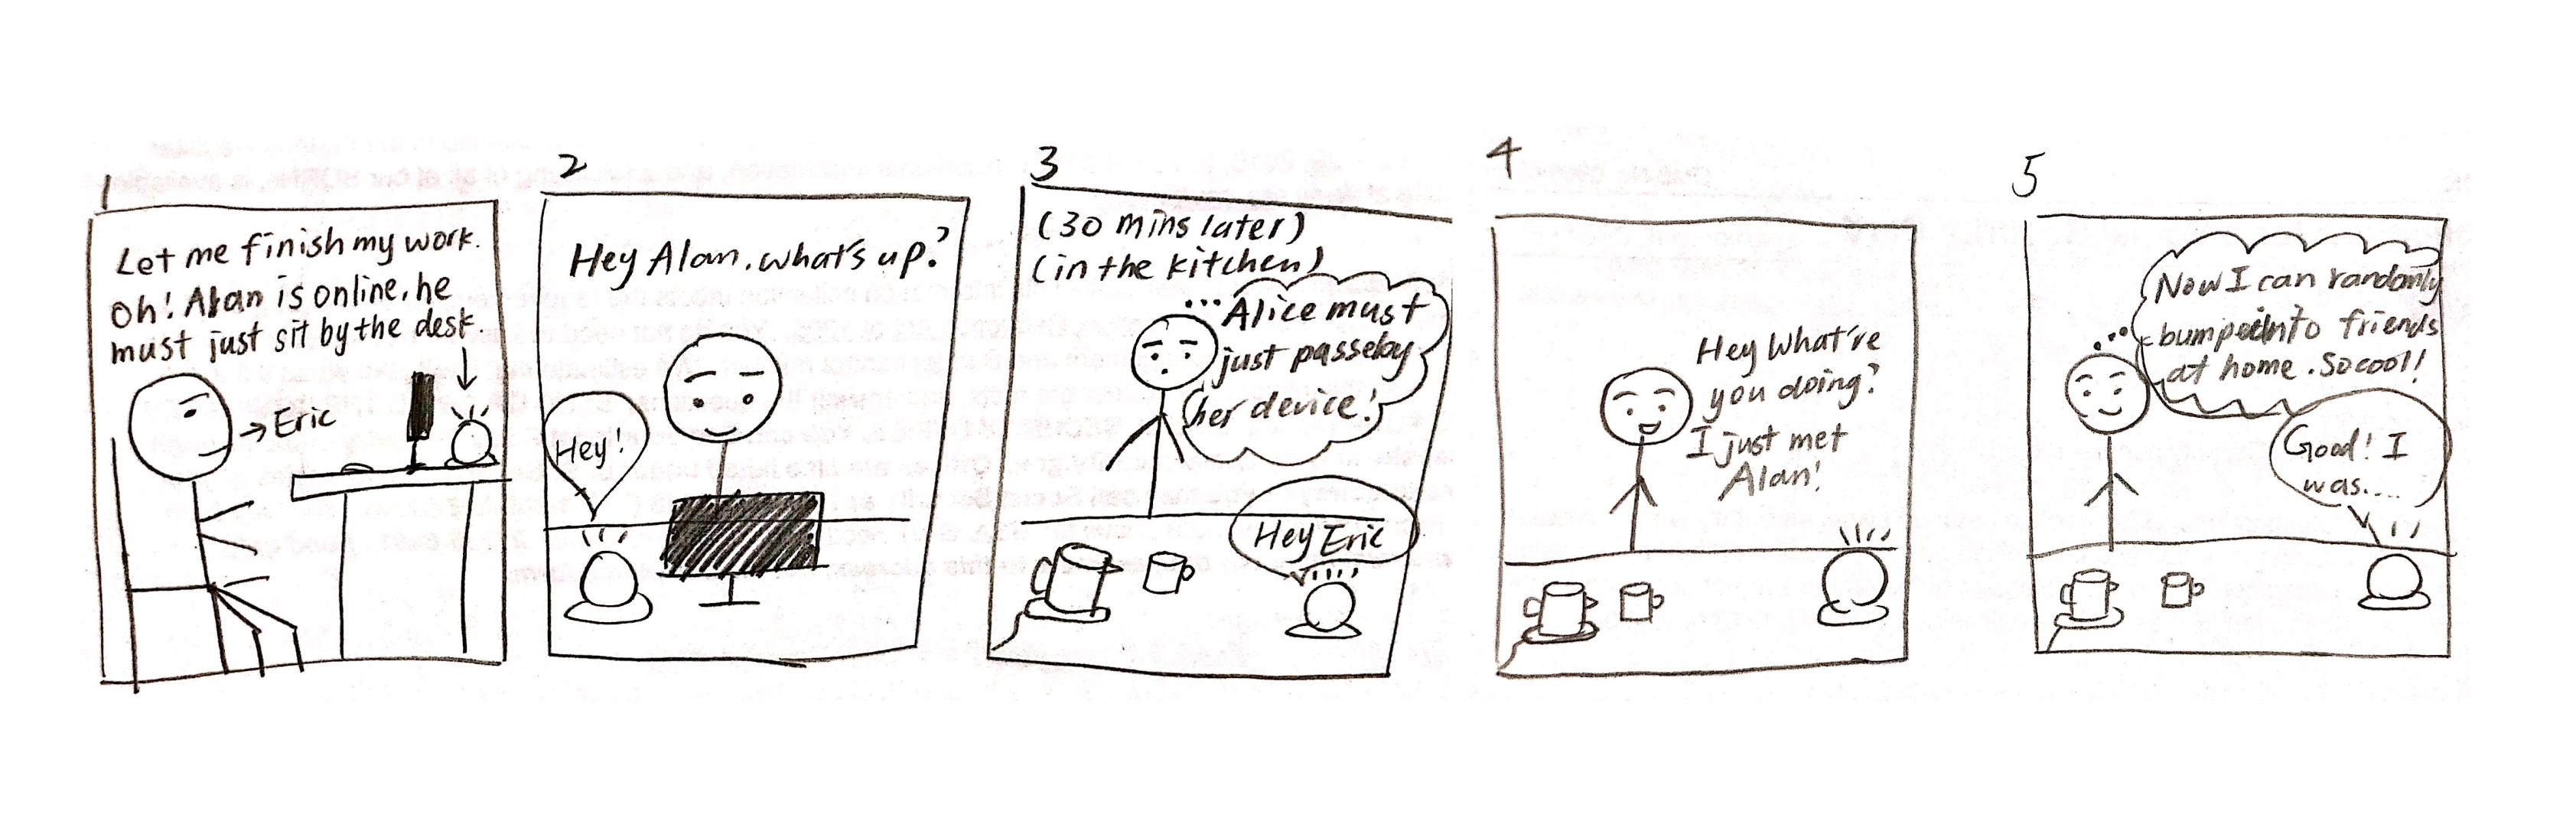 1
Let me finish my work.
Oh! Alan is online, he
must just sit by the desk.
Eric
2
Hey Alan, what's up?
Hey!
3
(30 mins later)
(in the kitchen)
Alice must
just passeby
her device!
Hey Eric
4
Hey What're
you doing?
I just met
Alan!
5
Now I can randomly
bumpedinto friends
at home. So cool!
Good! I
was....